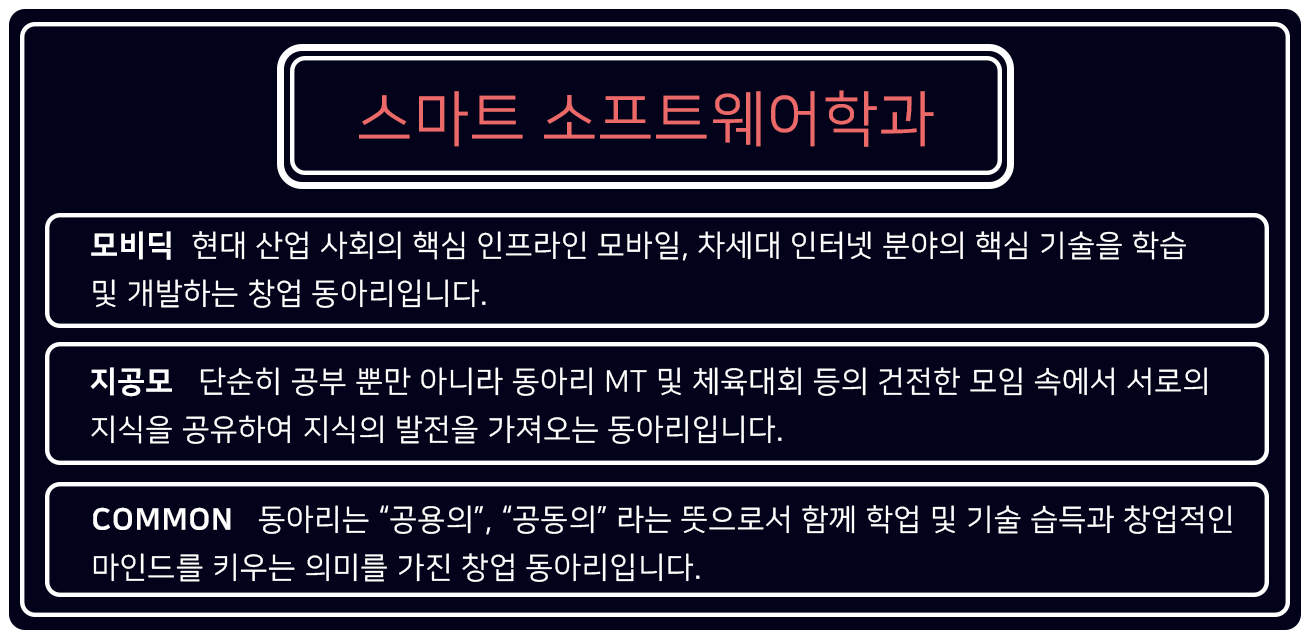 스마트 소프트웨어학과
모비딕 현대 산업 사회의 핵심 인프라인 모바일, 차세대 인터넷 분야의 핵심 기술을 학습
및 개발하는 창업 동아리입니다.
지공모 단순히 공부 뿐만 아니라 동아리 MT 및 체육대회 등의 건전한 모임 속에서 서로의
지식을 공유하여 지식의 발전을 가져오는 동아리입니다.
COMMON 동아리는 “공용의”, “공동의” 라는 뜻으로서 함께 학업 및 기술 습득과 창업적인
마인드를 키우는 의미를 가진 창업 동아리입니다.